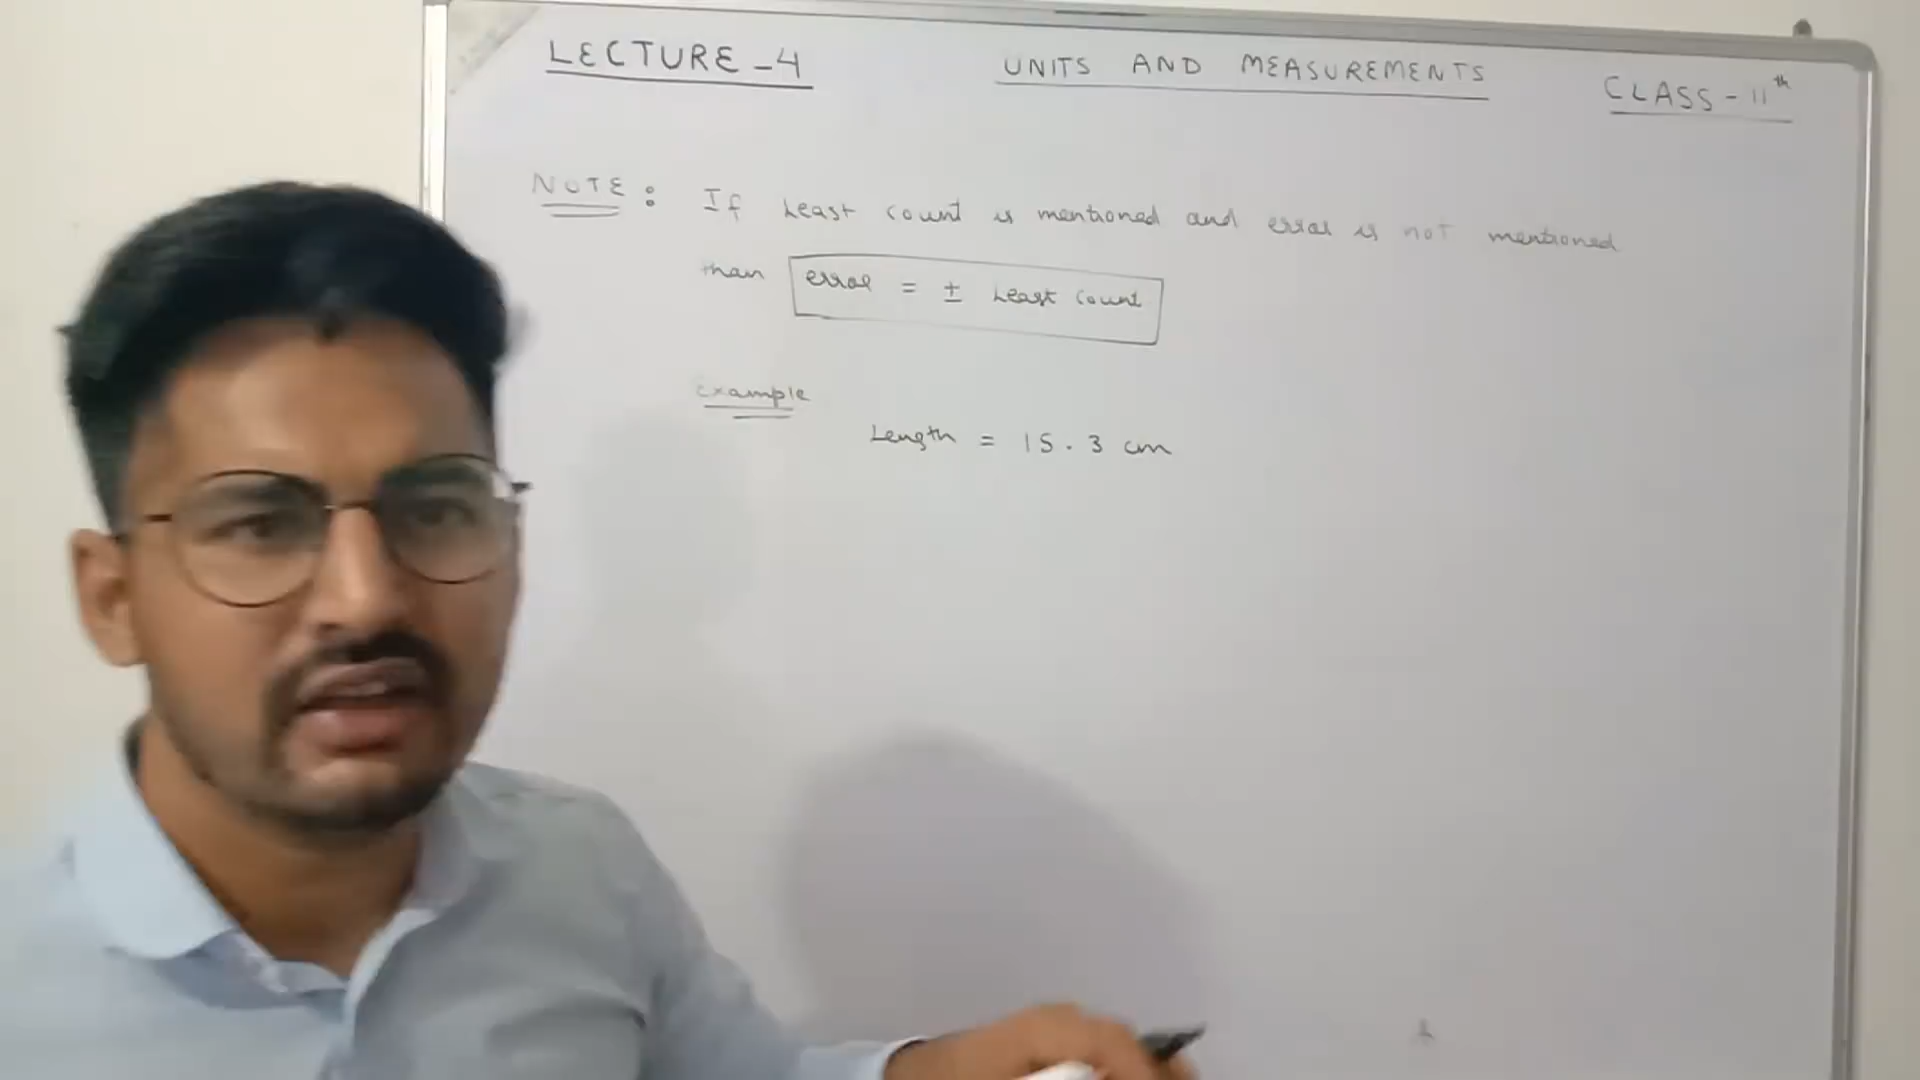 LECTURE-4
UNITS AND MEASUREMENTS
CLASS-11th
NOTE: If Least count is mentioned and error is not mentioned
than error = ± Least Count
Example
Length = 15.3 cm